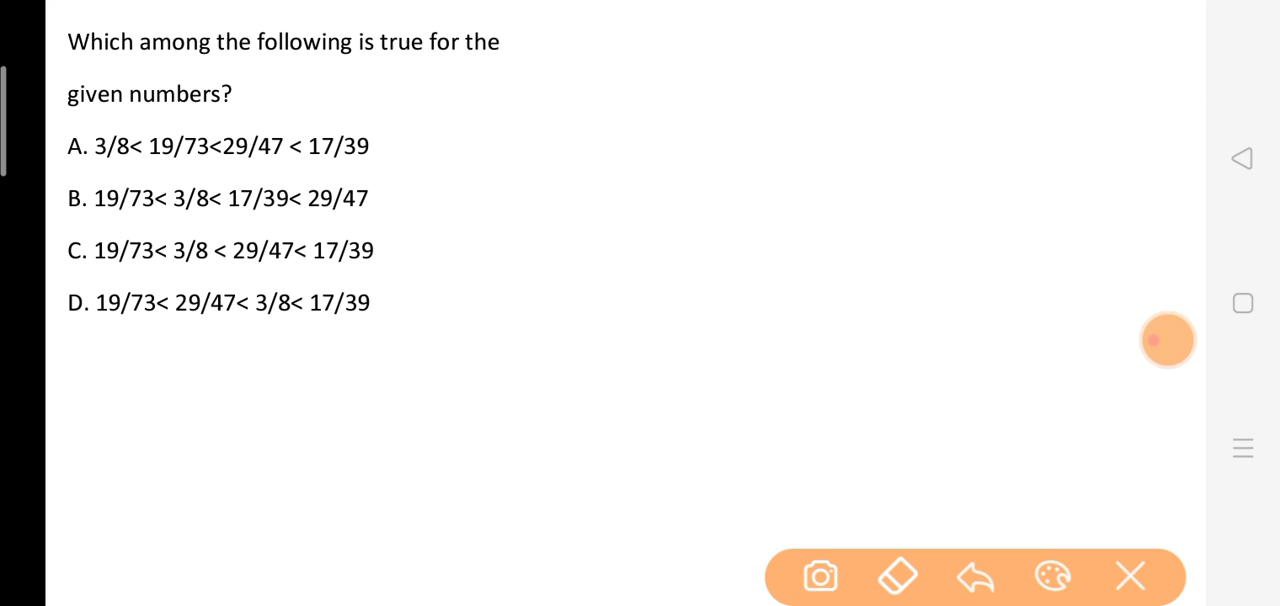 Which among the following is true for the
given numbers?
A. 3/8< 19/73<29/47 < 17/39
B. 19/73< 3/8< 17/39< 29/47
C. 19/73< 3/8 < 29/47< 17/39
D. 19/73< 29/47< 3/8< 17/39